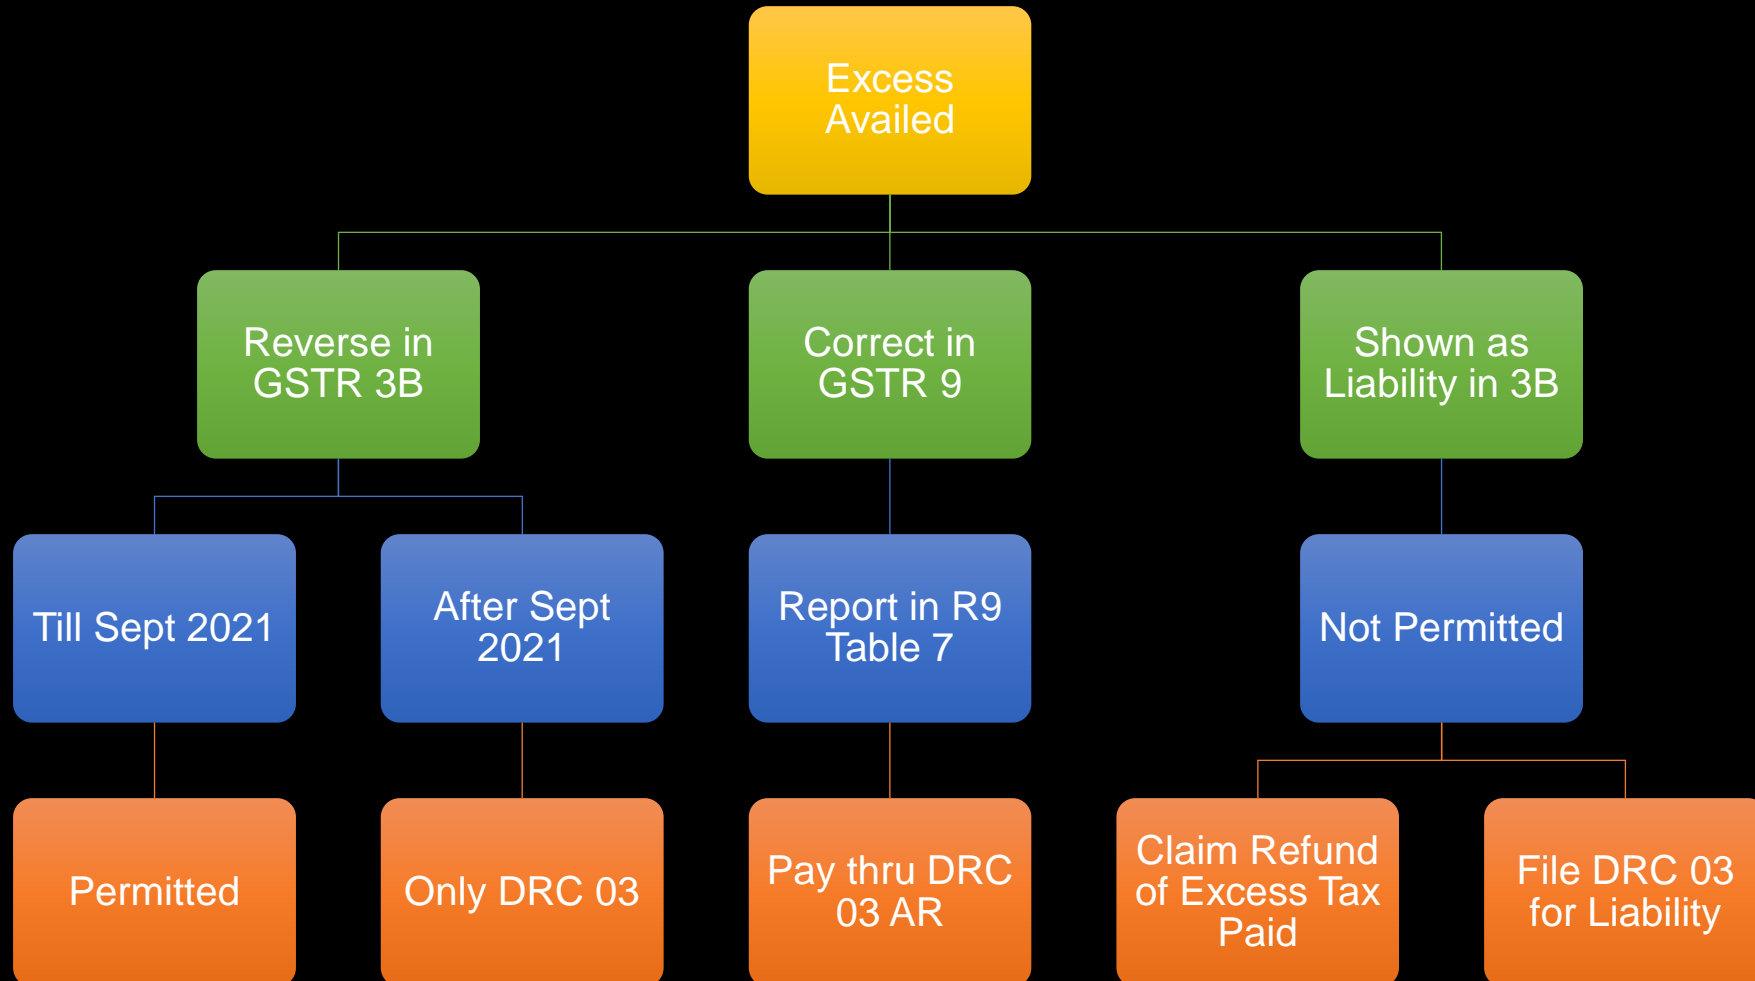 Excess
Availed
Reverse in
GSTR 3B
Correct in
GSTR 9
Shown as
Liability in 3B
Till Sept 2021
After Sept
2021
Report in R9
Table 7
Not Permitted
Permitted
Only DRC 03
Pay thru DRC
03 AR
Claim Refund
of Excess Tax
Paid
File DRC 03
for Liability